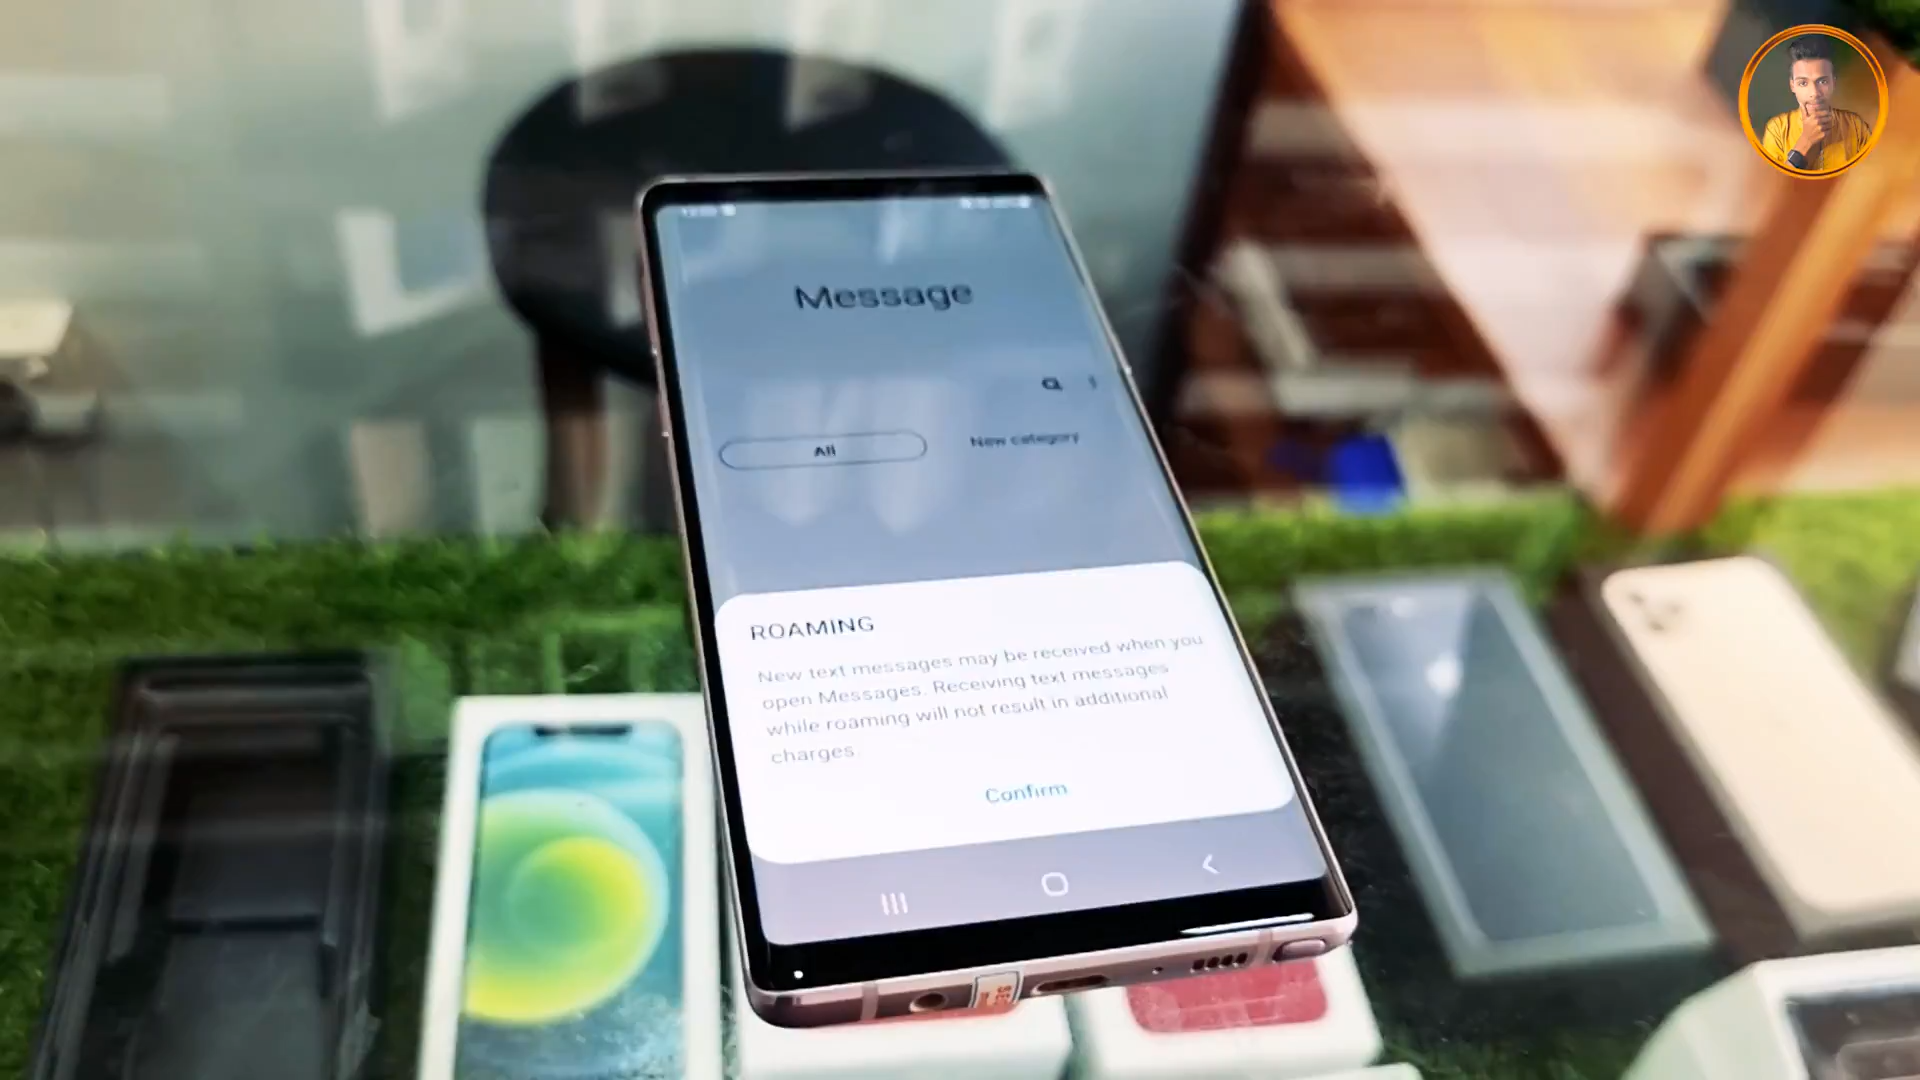 Message
All
New category
ROAMING
New text messages may be received when you
open Messages. Receiving text messages
while roaming will not result in additional
charges.
Confirm